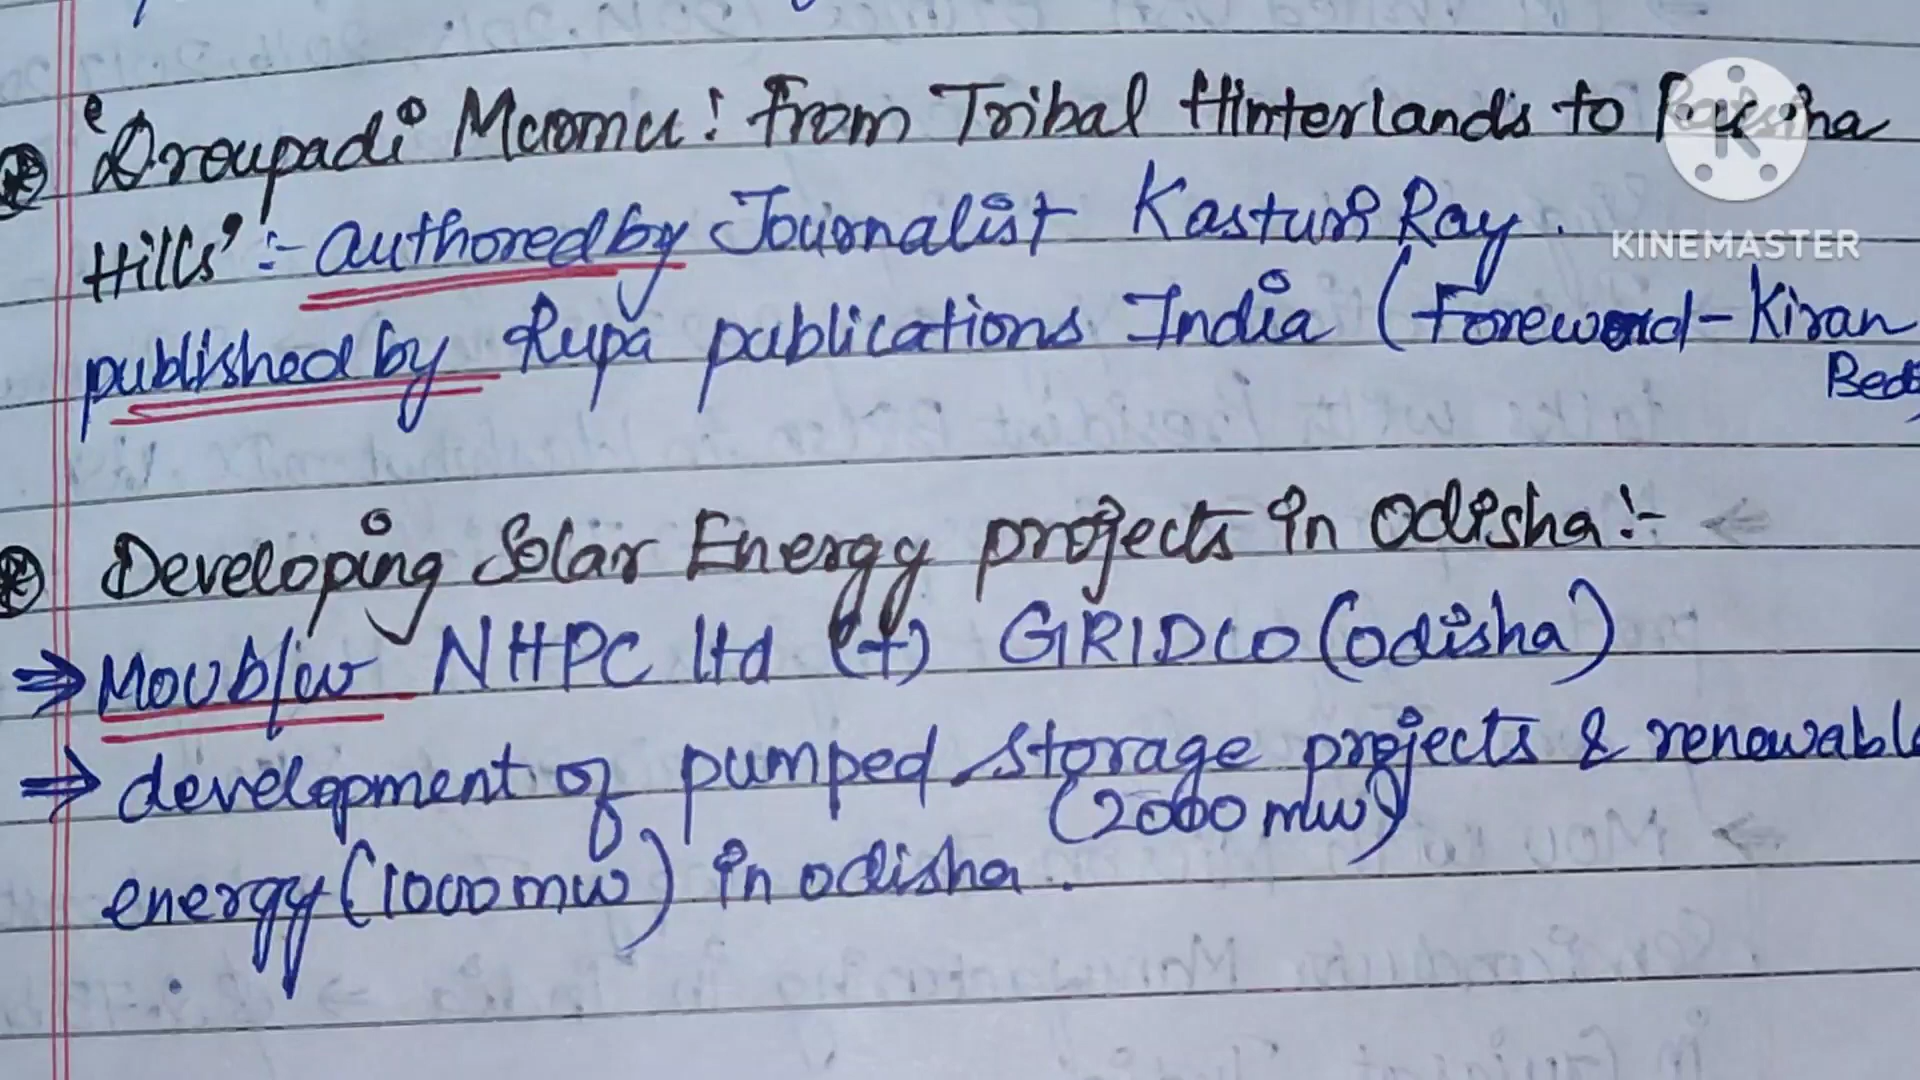 'Droupadi Murmu: from Tribal Hinterlands to Raisina
Hills' :- authored by Journalist Kasturi Ray.
published by Rupa publications India (Foreword - Kiran
Bedi)
Developing Solar Energy projects in Odisha :-
⇒ Mou b/w NHPC ltd (+) GRIDCO (Odisha)
⇒ development of pumped storage projects & renewable
(2000 mw)
energy (1000 mw) in odisha.
KINEMASTER